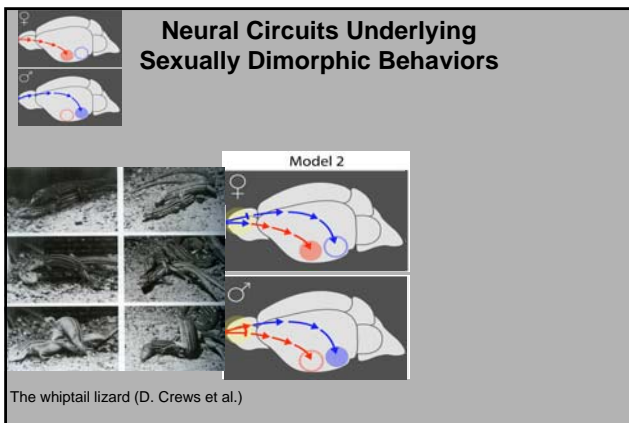 Neural Circuits Underlying
Sexually Dimorphic Behaviors
♀
♂
Model 2
♀
♂
The whiptail lizard (D. Crews et al.)